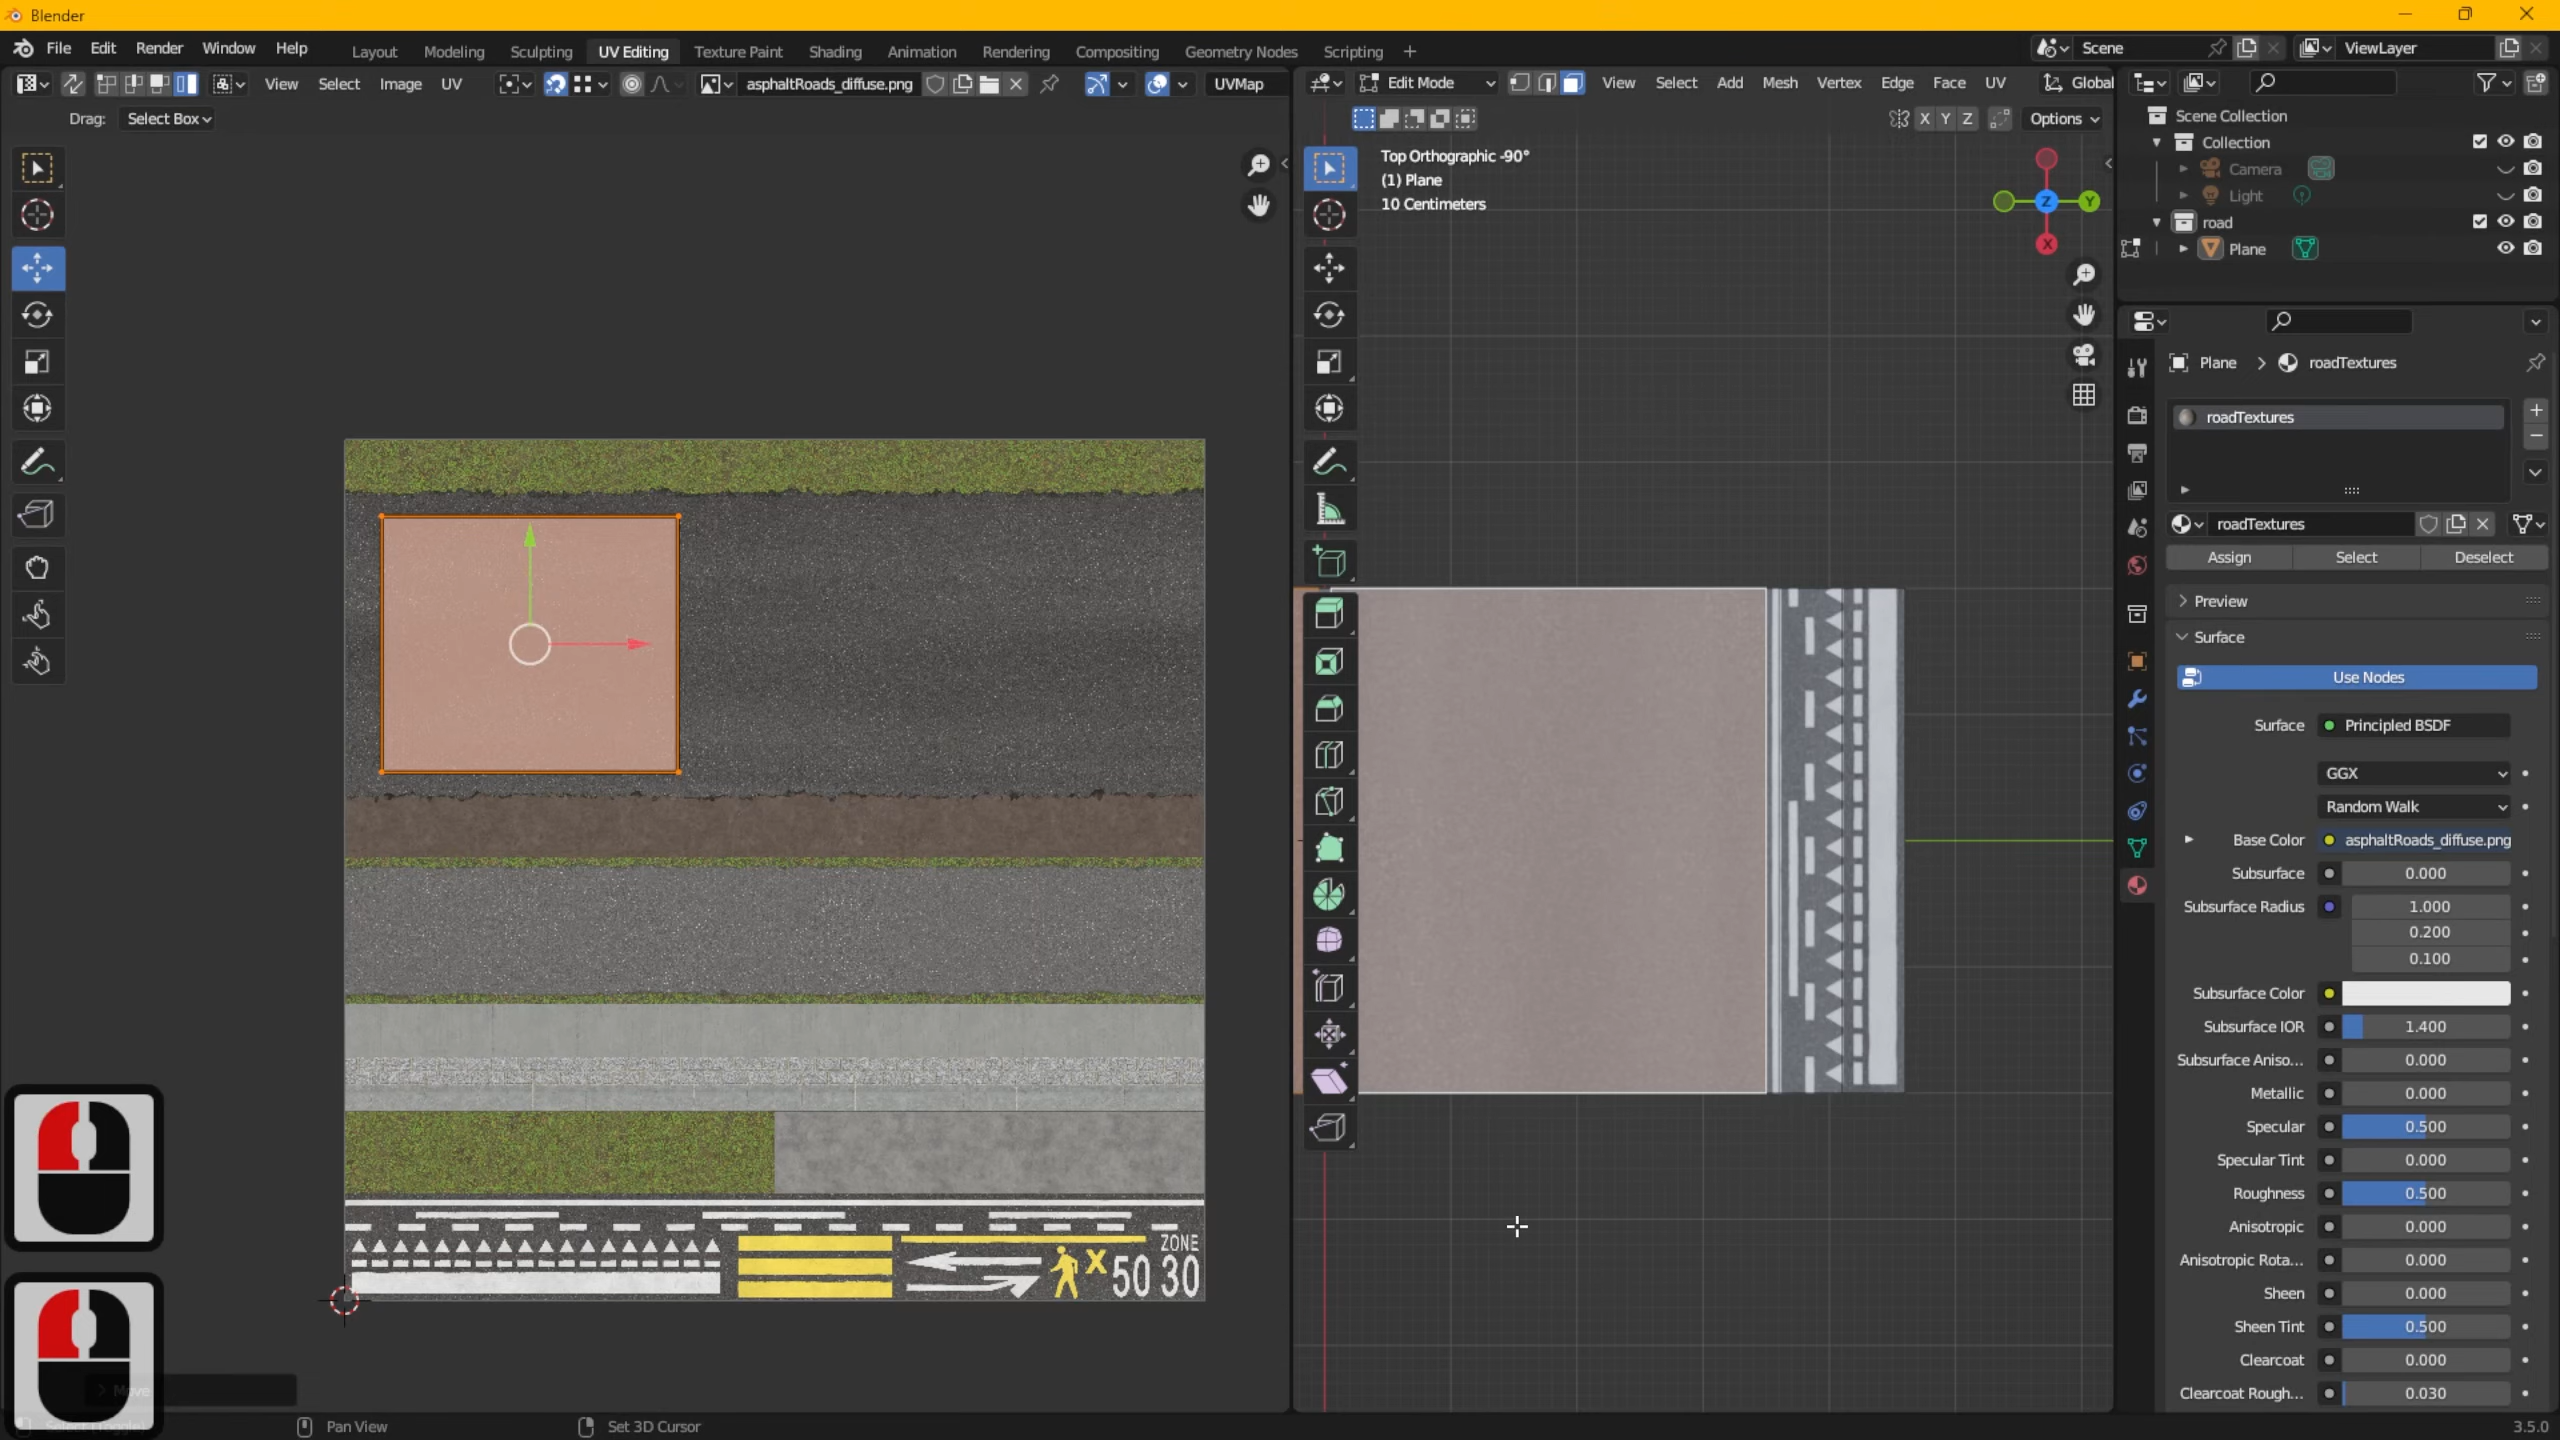 Blender
File Edit Render Window Help
Layout Modeling Sculpting UV Editing Texture Paint Shading Animation Rendering Compositing Geometry Nodes Scripting +
Scene
ViewLayer
View Select Image UV
asphaltRoads_diffuse.png
UVMap
Edit Mode
View Select Add Mesh Vertex Edge Face UV
Global
Drag: Select Box
X Y Z
Options
Top Orthographic -90°
(1) Plane
10 Centimeters
Z
Y
X
Scene Collection
Collection
Camera
Light
road
Plane
Plane > roadTextures
roadTextures
roadTextures
Assign Select Deselect
Preview
Surface
Use Nodes
Surface Principled BSDF
GGX
Random Walk
Base Color asphaltRoads_diffuse.png
Subsurface 0.000
Subsurface Radius 1.000
0.200
0.100
Subsurface Color
Subsurface IOR 1.400
Subsurface Aniso... 0.000
Metallic 0.000
Specular 0.500
Specular Tint 0.000
Roughness 0.500
Anisotropic 0.000
Anisotropic Rota... 0.000
Sheen 0.000
Sheen Tint 0.500
Clearcoat 0.000
Clearcoat Rough... 0.030
ZONE
X 50 30
Move
Select (Toggle)
Pan View
Set 3D Cursor
3.5.0